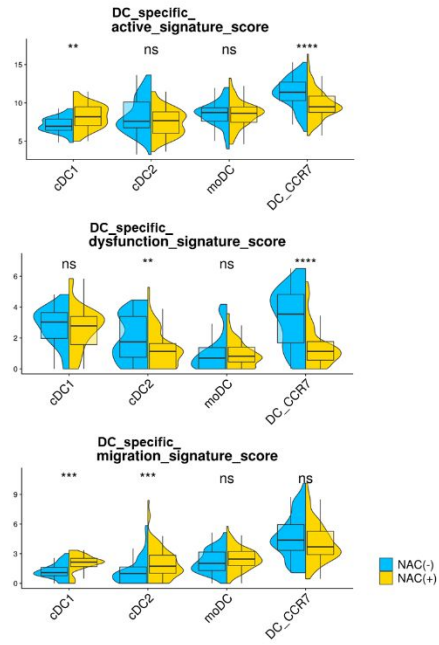 DC_specific_
active_signature_score
** ns ns ****
15
10
5
cDC1 cDC2 moDC DC_CCR7
DC_specific_
dysfunction_signature_score
ns ** ns ****
6
4
2
0
cDC1 cDC2 moDC DC_CCR7
DC_specific_
migration_signature_score
*** *** ns ns
9
6
3
0
cDC1 cDC2 moDC DC_CCR7
NAC(-)
NAC(+)